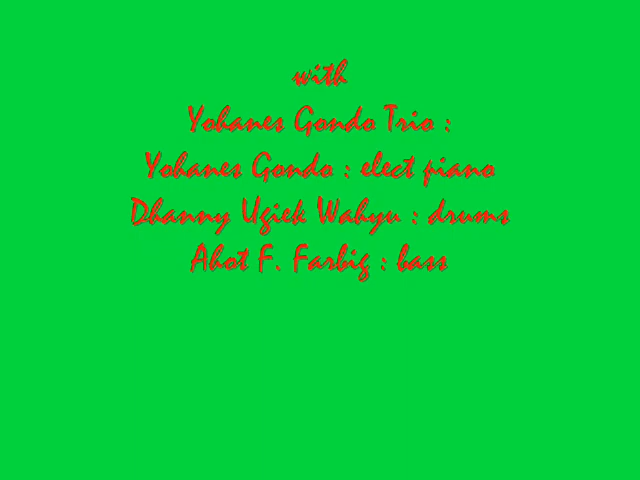 with
Yohanes Gondo Trio :
Yohanes Gondo : elect piano
Dhanny Ugiek Wahyu : drums
Ahot F. Farbig : bass